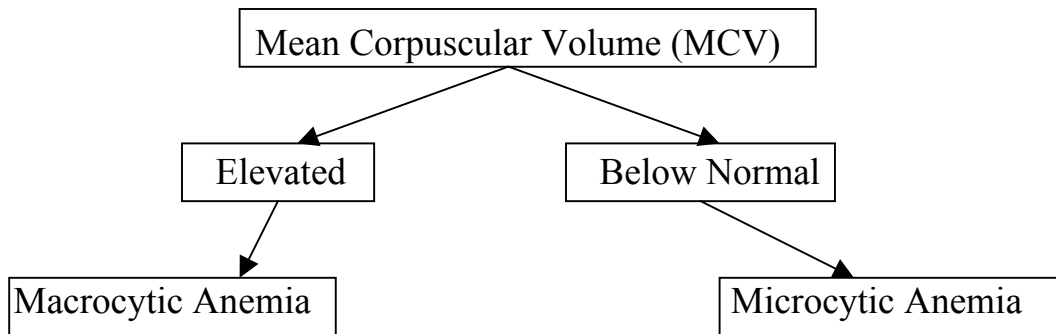 Mean Corpuscular Volume (MCV)
Elevated
Below Normal
Macrocytic Anemia
Microcytic Anemia